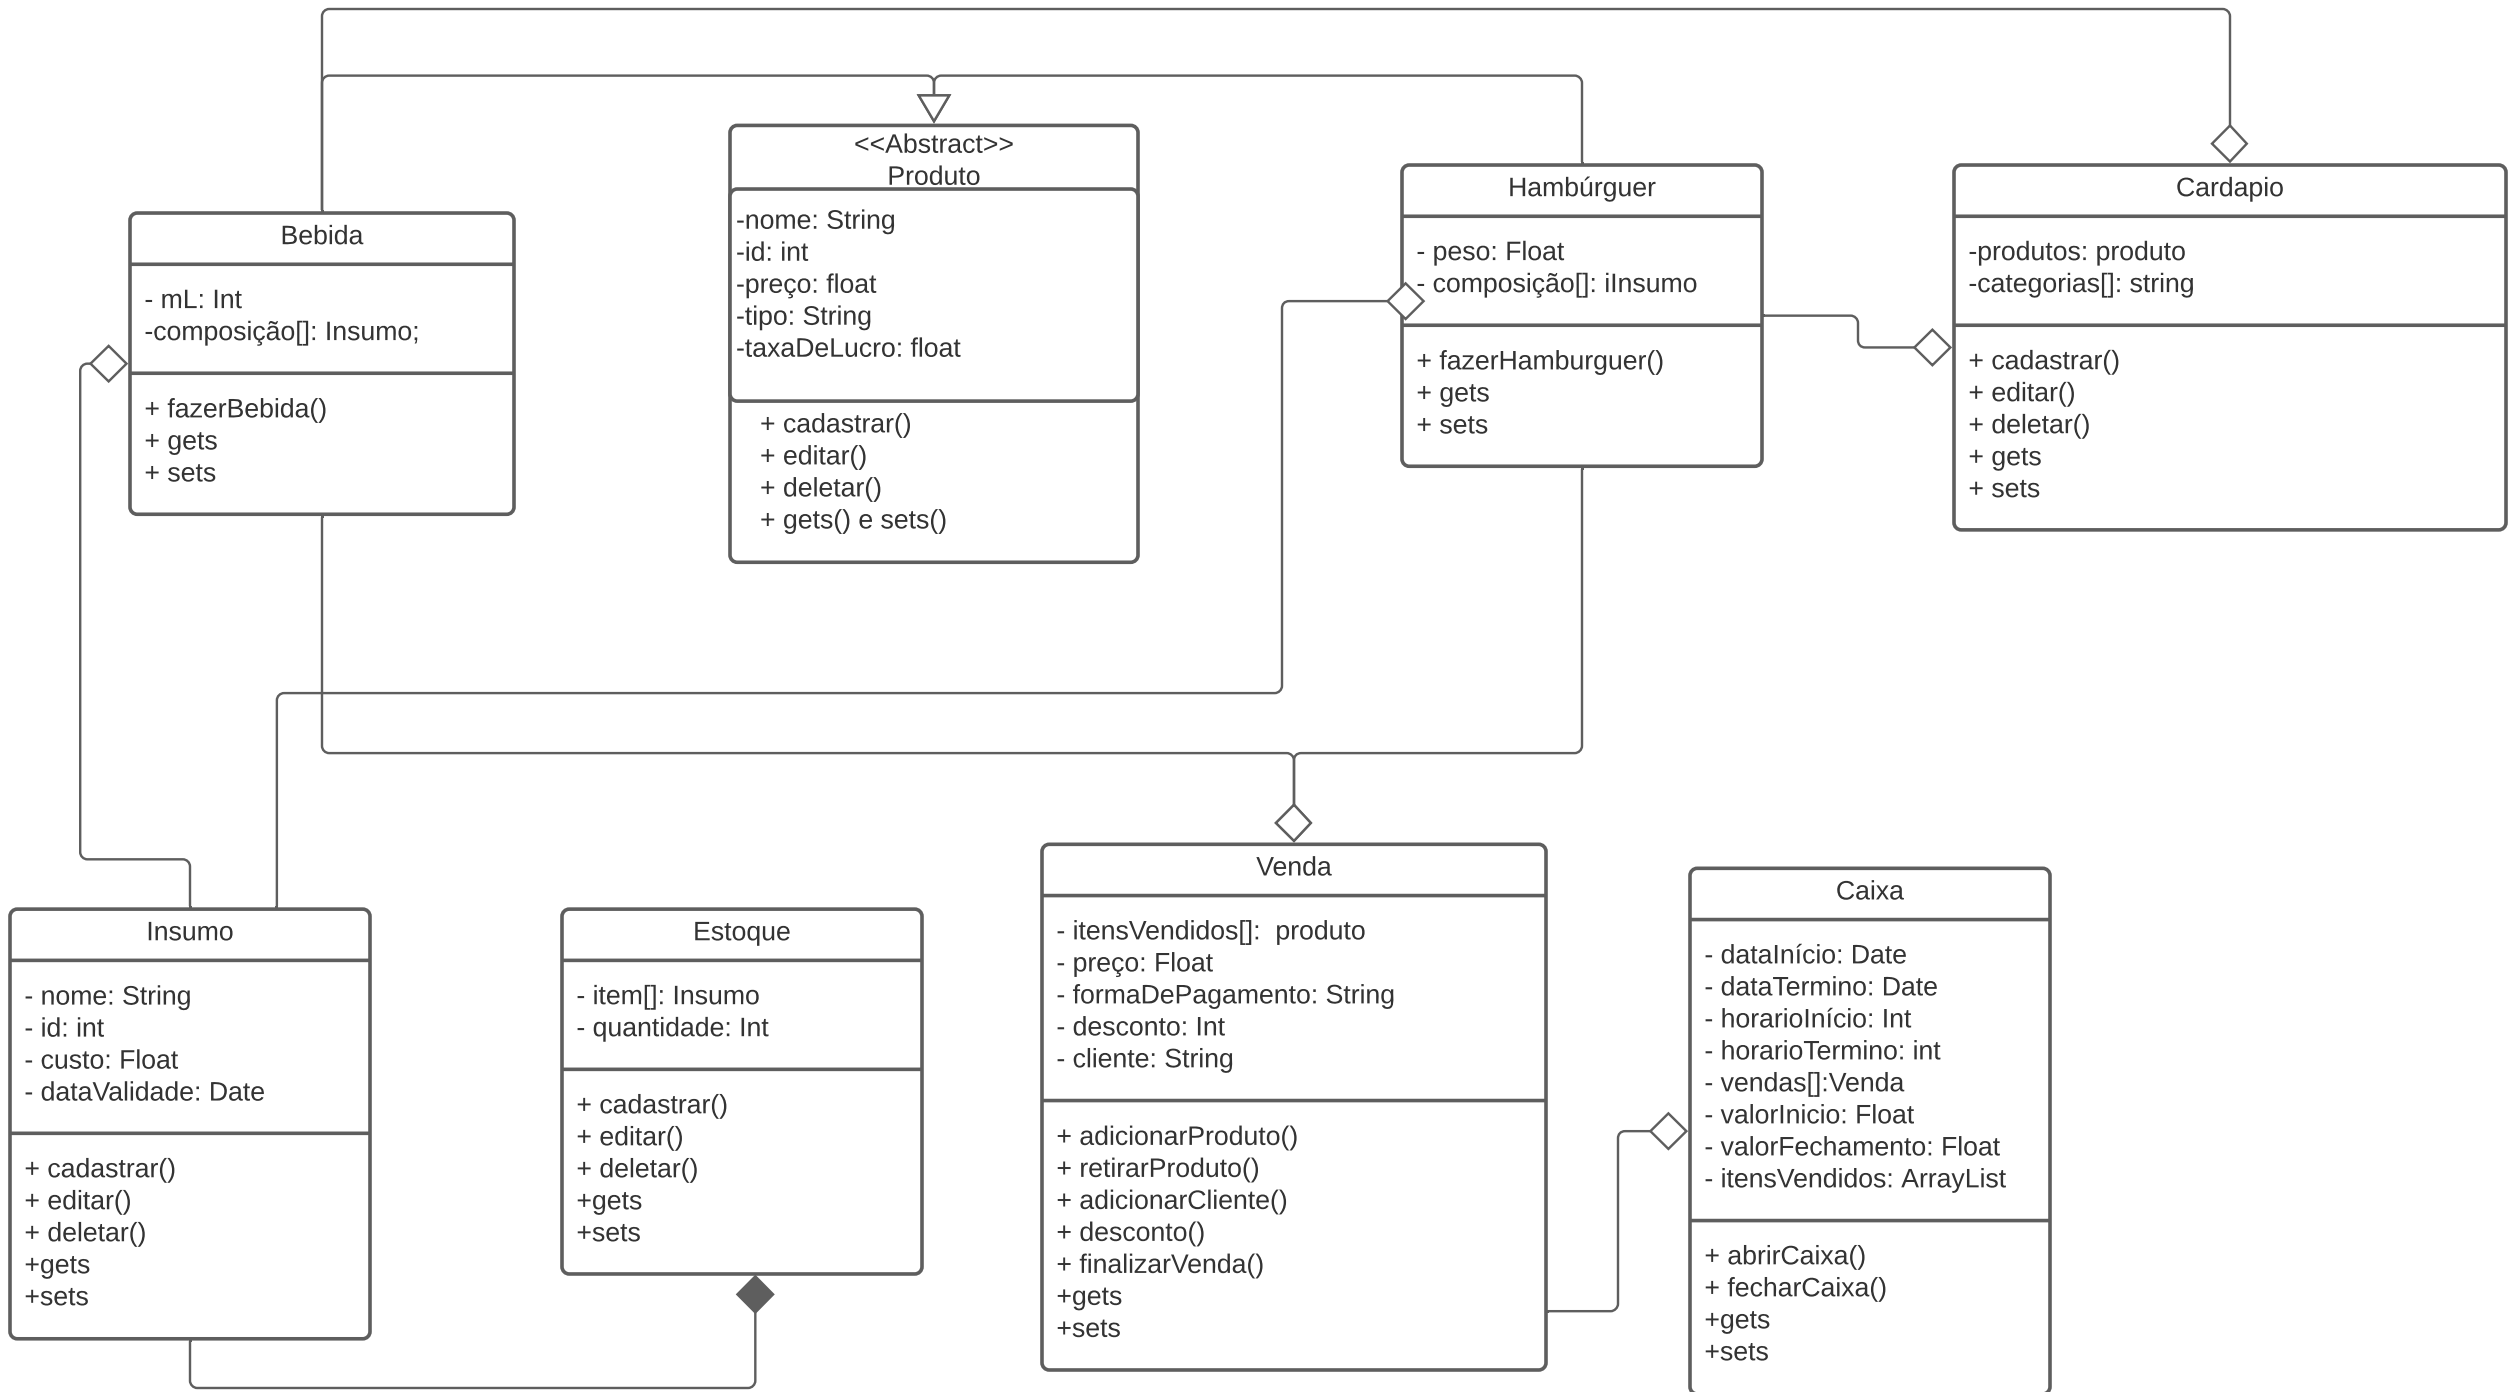 <<Abstract>>
Produto
-nome: String
-id: int
-preço: float
-tipo: String
-taxaDeLucro: float
+ cadastrar()
+ editar()
+ deletar()
+ gets() e sets()
Bebida
- mL: Int
-composição[]: Insumo;
+ fazerBebida()
+ gets
+ sets
Hambúrguer
- peso: Float
- composição[]: iInsumo
+ fazerHamburguer()
+ gets
+ sets
Cardapio
-produtos: produto
-categorias[]: string
+ cadastrar()
+ editar()
+ deletar()
+ gets
+ sets
Insumo
- nome: String
- id: int
- custo: Float
- dataValidade: Date
+ cadastrar()
+ editar()
+ deletar()
+gets
+sets
Estoque
- item[]: Insumo
- quantidade: Int
+ cadastrar()
+ editar()
+ deletar()
+gets
+sets
Venda
- itensVendidos[]:  produto
- preço: Float
- formaDePagamento: String
- desconto: Int
- cliente: String
+ adicionarProduto()
+ retirarProduto()
+ adicionarCliente()
+ desconto()
+ finalizarVenda()
+gets
+sets
Caixa
- dataInício: Date
- dataTermino: Date
- horarioInício: Int
- horarioTermino: int
- vendas[]:Venda
- valorInicio: Float
- valorFechamento: Float
- itensVendidos: ArrayList
+ abrirCaixa()
+ fecharCaixa()
+gets
+sets